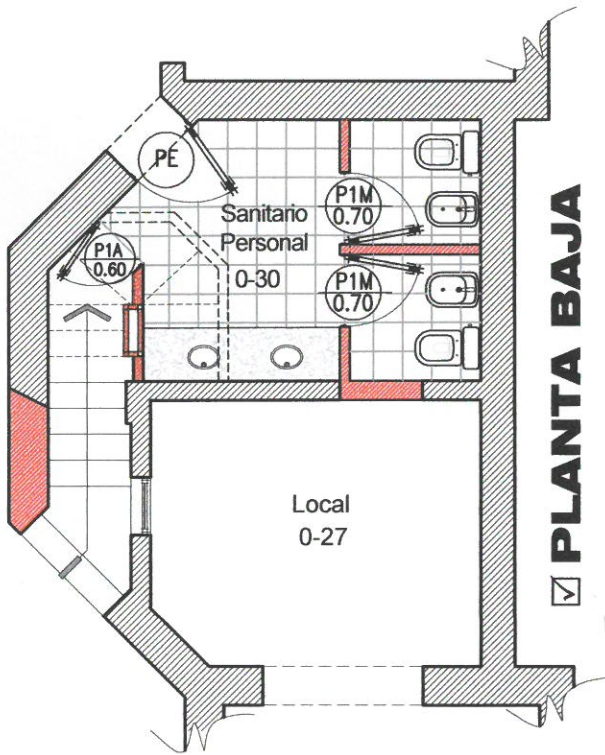 PE
P1M
0.70
Sanitario
Personal
0-30
P1A
0.60
P1M
0.70
Local
0-27
PLANTA BAJA